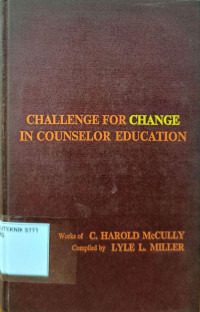 CHALLENGE FOR CHANGE
IN COUNSELOR EDUCATION
Works of C. HAROLD McCULLY
Compiled by LYLE L. MILLER